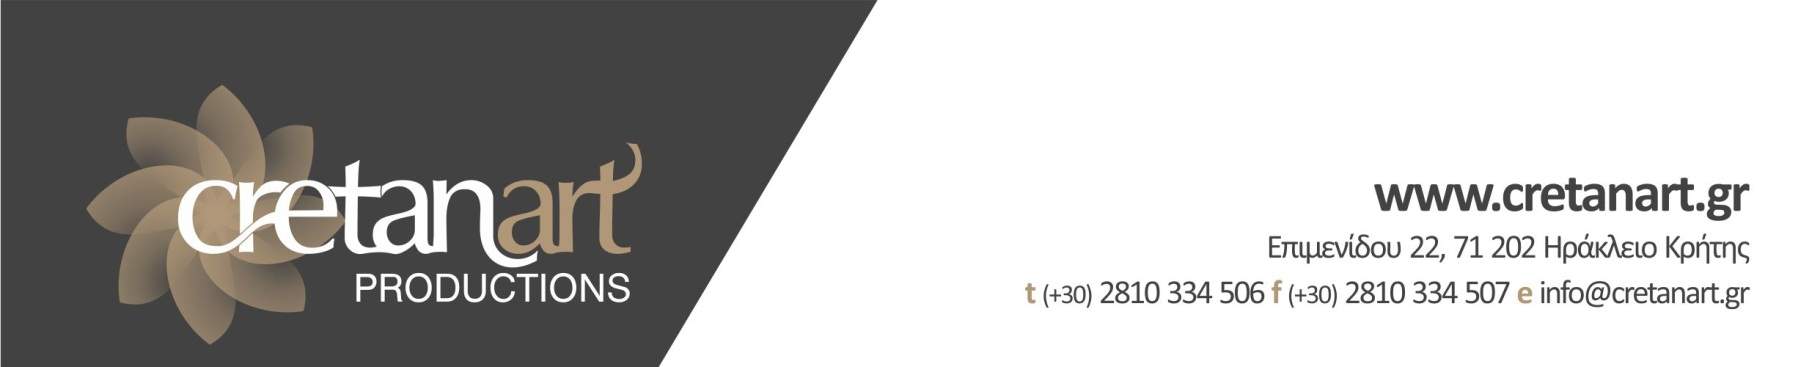 cretanart
PRODUCTIONS
www.cretanart.gr
Επιμενίδου 22, 71 202 Ηράκλειο Κρήτης
t (+30) 2810 334 506 f (+30) 2810 334 507 e info@cretanart.gr